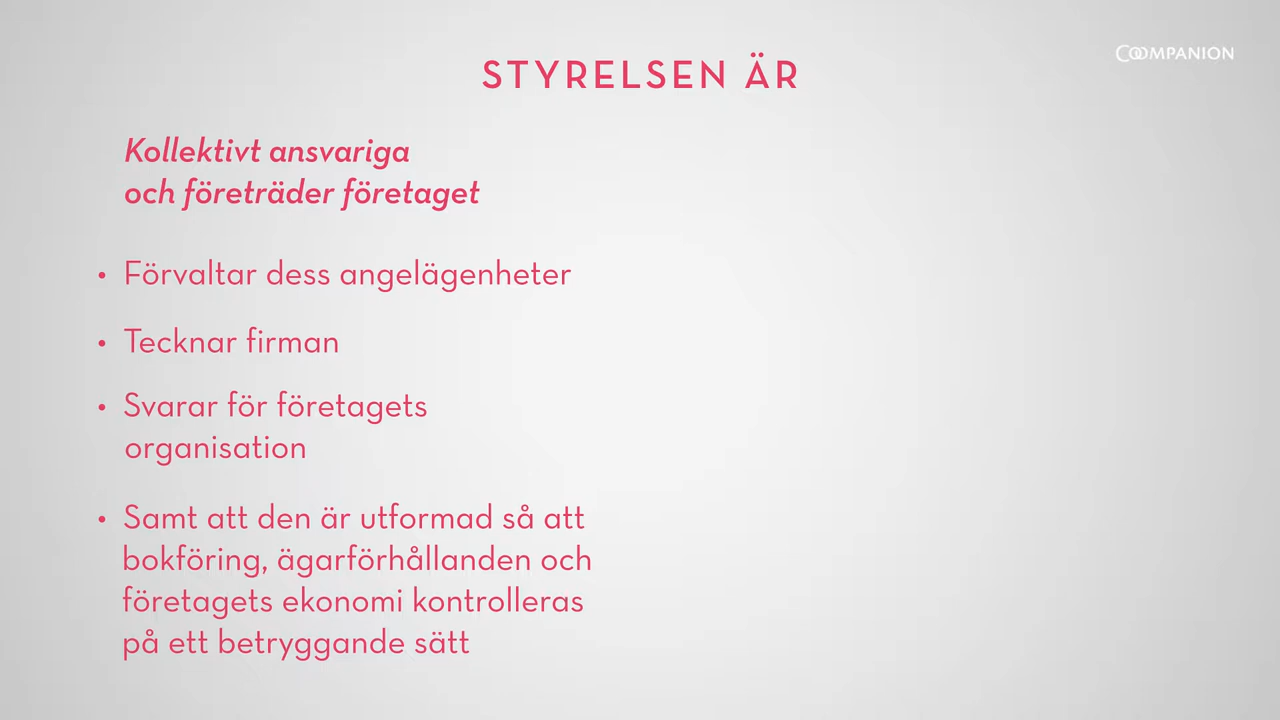 STYRELSEN ÄR
COOMPANION
Kollektivt ansvariga
och företräder företaget
• Förvaltar dess angelägenheter
• Tecknar firman
• Svarar för företagets
organisation
• Samt att den är utformad så att
bokföring, ägarförhållanden och
företagets ekonomi kontrolleras
på ett betryggande sätt